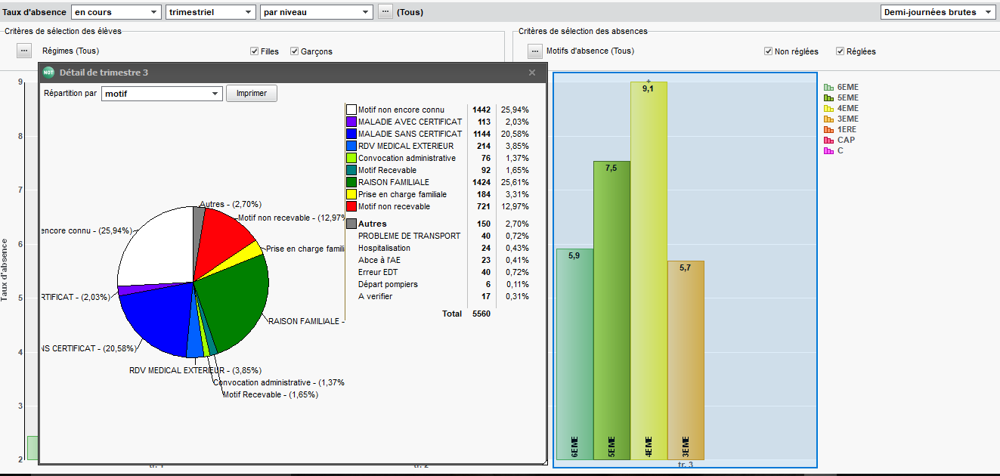 Taux d'absence en cours trimestriel par niveau ... (Tous) Demi-journées brutes
Critères de sélection des élèves
Critères de sélection des absences
... Régimes (Tous) Filles Garçons
... Motifs d'absence (Tous) Non réglées Réglées
NOT Détail de trimestre 3
Répartition par motif Imprimer
Motif non encore connu 1442 25,94%
MALADIE AVEC CERTIFICAT 113 2,03%
MALADIE SANS CERTIFICAT 1144 20,58%
RDV MEDICAL EXTERIEUR 214 3,85%
Convocation administrative 76 1,37%
Motif Recevable 92 1,65%
RAISON FAMILIALE 1424 25,61%
Prise en charge familiale 184 3,31%
Motif non recevable 721 12,97%
Autres 150 2,70%
PROBLEME DE TRANSPORT 40 0,72%
Hospitalisation 24 0,43%
Abce à l'AE 23 0,41%
Erreur EDT 40 0,72%
Départ pompiers 6 0,11%
A verifier 17 0,31%
Total 5560
Autres - (2,70%)
Motif non recevable - (12,97%
encore connu - (25,94%)
Prise en charge famili
RTIFICAT - (2,03%)
RAISON FAMILIALE -
NS CERTIFICAT - (20,58%)
RDV MEDICAL EXTERIEUR - (3,85%)
Convocation administrative - (1,37%
Motif Recevable - (1,65%)
Taux d'absence
9
8
7
6
5
4
3
2
tr. 1
tr. 2
tr. 3
5,9
7,5
9,1
5,7
6EME
5EME
4EME
3EME
6EME
5EME
4EME
3EME
1ERE
CAP
C